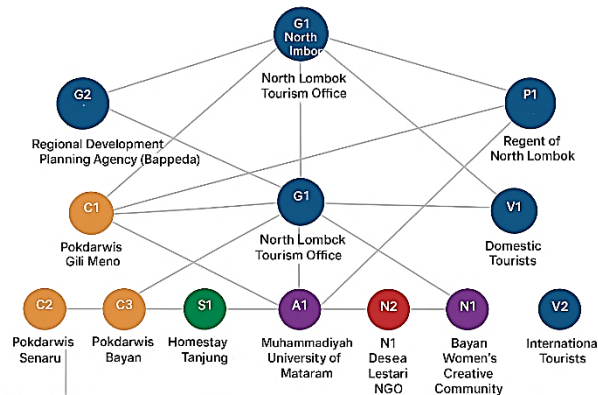 G1
North
Imbor
North Lombok
Tourism Office
G2
Regional Development
Planning Agency (Bappeda)
P1
Regent of
North Lombok
C1
Pokdarwis
Gili Meno
G1
North Lombck
Tourism Office
V1
Domestic
Tourists
C2
Pokdarwis
Senaru
C3
Pokdarwis
Bayan
S1
Homestay
Tanjung
A1
Muhammadiyah
University of
Mataram
N2
N1
Desea
Lestari
NGO
N1
Bayan
Women's
Creative
Community
V2
Internationa
Tourists